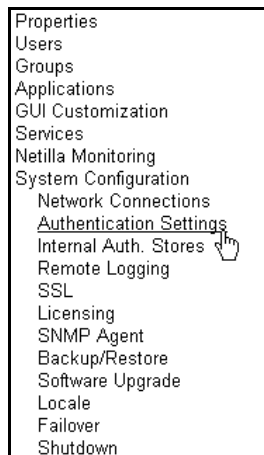 Properties
Users
Groups
Applications
GUI Customization
Services
Netilla Monitoring
System Configuration
Network Connections
Authentication Settings
Internal Auth. Stores
Remote Logging
SSL
Licensing
SNMP Agent
Backup/Restore
Software Upgrade
Locale
Failover
Shutdown